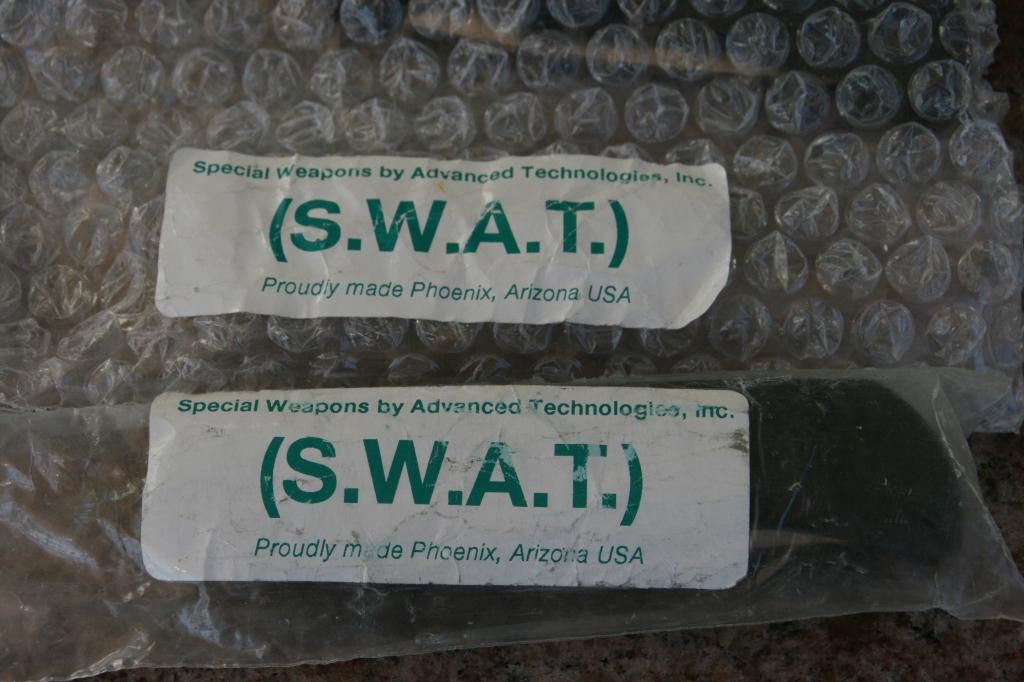 Special Weapons by Advanced Technologies, Inc.
(S.W.A.T.)
Proudly made Phoenix, Arizona USA
Special Weapons by Advanced Technologies, Inc.
(S.W.A.T.)
Proudly made Phoenix, Arizona USA